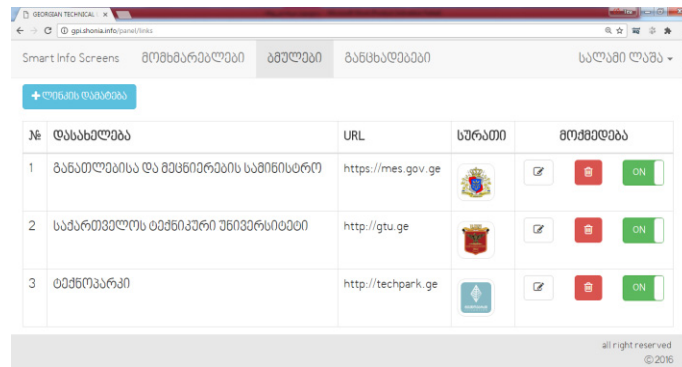 GEORGIAN TECHNICAL
gpi.shonia.info/panel/links
Smart Info Screens მომხმარებლები ბმულები განცხადებები სალამი ლაშა
ლინკის დამატება
№ დასახელება URL სურათი მოქმედება
1 განათლებისა და მეცნიერების სამინისტრო https://mes.gov.ge ON
2 საქართველოს ტექნიკური უნივერსიტეტი http://gtu.ge ON
3 ტექნოპარკი http://techpark.ge ON
all right reserved
© 2016